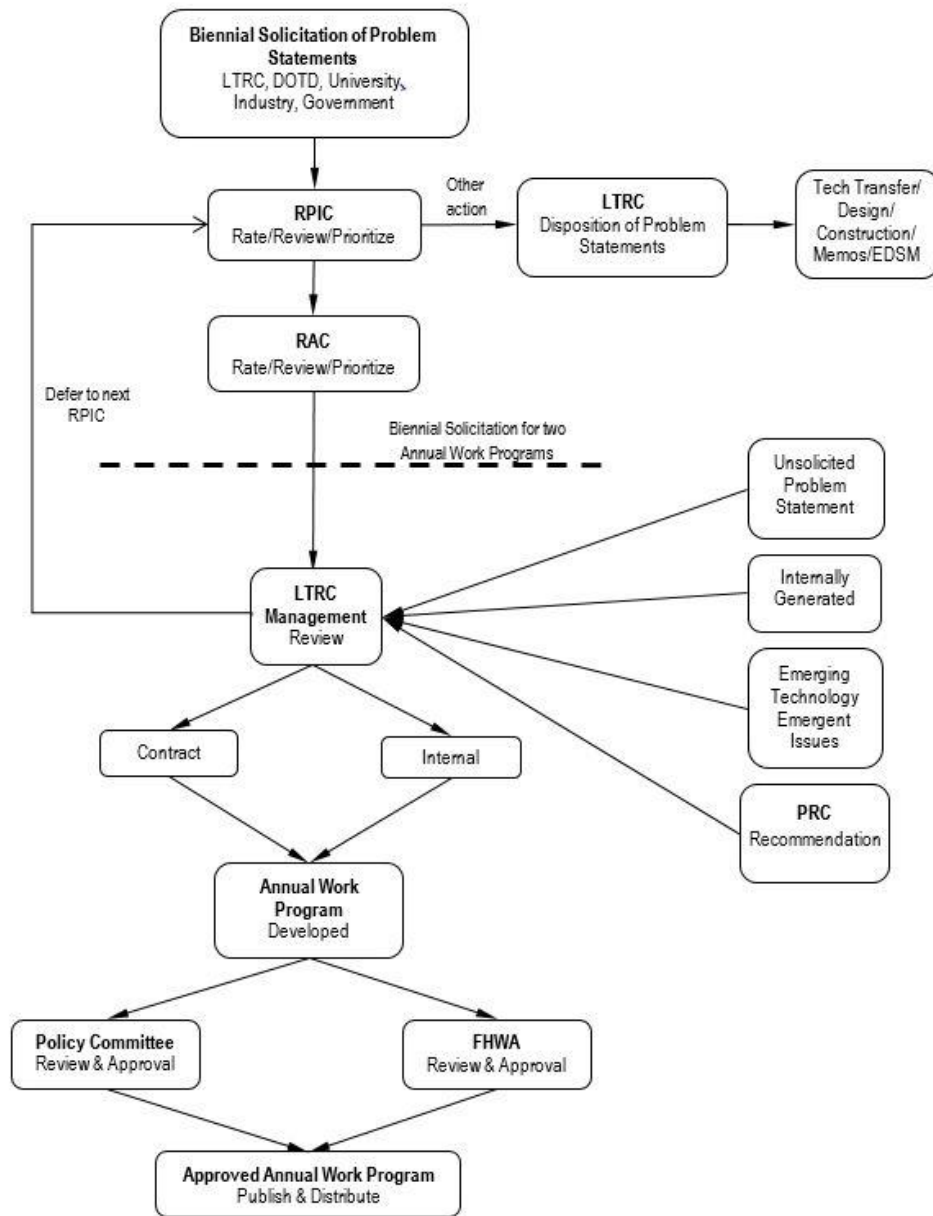 Biennial Solicitation of Problem
Statements
LTRC, DOTD, University,
Industry, Government
RPIC
Rate/Review/Prioritize
Other
action
LTRC
Disposition of Problem
Statements
Tech Transfer/
Design/
Construction/
Memos/EDSM
RAC
Rate/Review/Prioritize
Defer to next
RPIC
Biennial Solicitation for two
Annual Work Programs
Unsolicited
Problem
Statement
Internally
Generated
Emerging
Technology
Emergent
Issues
PRC
Recommendation
LTRC
Management
Review
Contract
Internal
Annual Work
Program
Developed
Policy Committee
Review & Approval
FHWA
Review & Approval
Approved Annual Work Program
Publish & Distribute